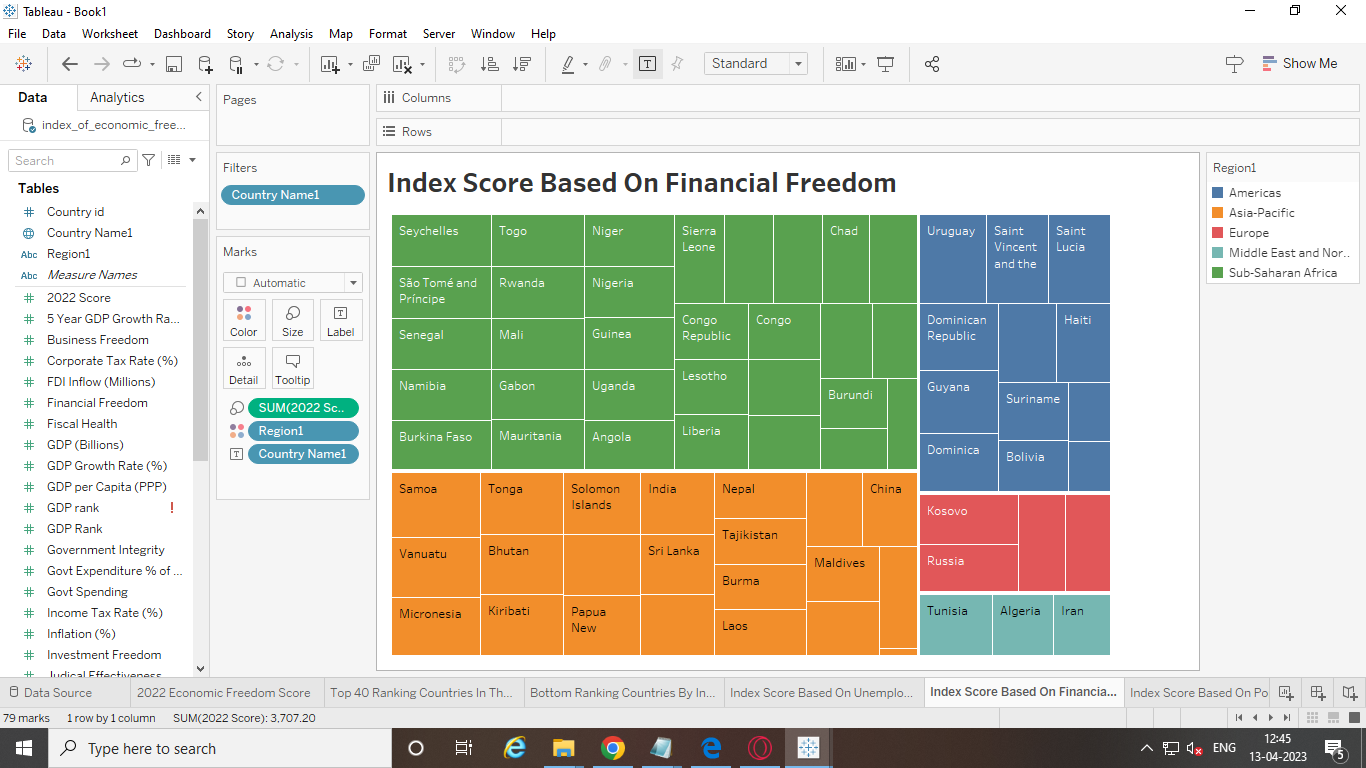 Tableau - Book1
File Data Worksheet Dashboard Story Analysis Map Format Server Window Help
Standard
Show Me
Data Analytics
index_of_economic_free...
Search
Tables
Country id
Country Name1
Abc Region1
Abc Measure Names
2022 Score
5 Year GDP Growth Ra...
Business Freedom
Corporate Tax Rate (%)
FDI Inflow (Millions)
Financial Freedom
Fiscal Health
GDP (Billions)
GDP Growth Rate (%)
GDP per Capita (PPP)
GDP rank !
GDP Rank
Government Integrity
Govt Expenditure % of ...
Govt Spending
Income Tax Rate (%)
Inflation (%)
Investment Freedom
Judical Effectiveness
Pages
Filters
Country Name1
Marks
Automatic
Color Size Label
Detail Tooltip
SUM(2022 Sc..
Region1
Country Name1
Columns
Rows
Index Score Based On Financial Freedom
Seychelles
São Tomé and
Príncipe
Senegal
Namibia
Burkina Faso
Togo
Rwanda
Mali
Gabon
Mauritania
Niger
Nigeria
Guinea
Uganda
Angola
Sierra
Leone
Chad
Congo
Republic
Congo
Lesotho
Liberia
Burundi
Uruguay
Saint
Vincent
and the
Saint
Lucia
Dominican
Republic
Haiti
Guyana
Suriname
Dominica
Bolivia
Samoa
Vanuatu
Micronesia
Tonga
Bhutan
Kiribati
Solomon
Islands
Papua
New
India
Sri Lanka
Nepal
Tajikistan
Burma
Laos
China
Maldives
Kosovo
Russia
Tunisia
Algeria
Iran
Region1
Americas
Asia-Pacific
Europe
Middle East and Nor..
Sub-Saharan Africa
Data Source 2022 Economic Freedom Score Top 40 Ranking Countries In Th... Bottom Ranking Countries By In... Index Score Based On Unemplo... Index Score Based On Financia... Index Score Based On Po
79 marks 1 row by 1 column SUM(2022 Score): 3,707.20
Type here to search
ENG
12:45
13-04-2023
5